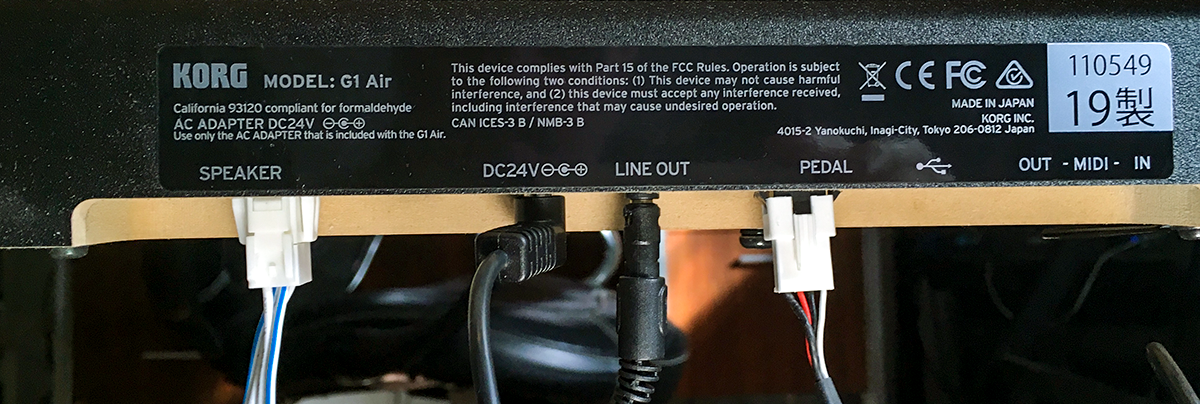 KORG MODEL: G1 Air
California 93120 compliant for formaldehyde
AC ADAPTER DC24V
Use only the AC ADAPTER that is included with the G1 Air.
This device complies with Part 15 of the FCC Rules. Operation is subject
to the following two conditions: (1) This device may not cause harmful
interference, and (2) this device must accept any interference received,
including interference that may cause undesired operation.
CAN ICES-3 B / NMB-3 B
CE FC
MADE IN JAPAN
KORG INC.
4015-2 Yanokuchi, Inagi-City, Tokyo 206-0812 Japan
110549
19製
SPEAKER DC24V LINE OUT PEDAL OUT - MIDI - IN